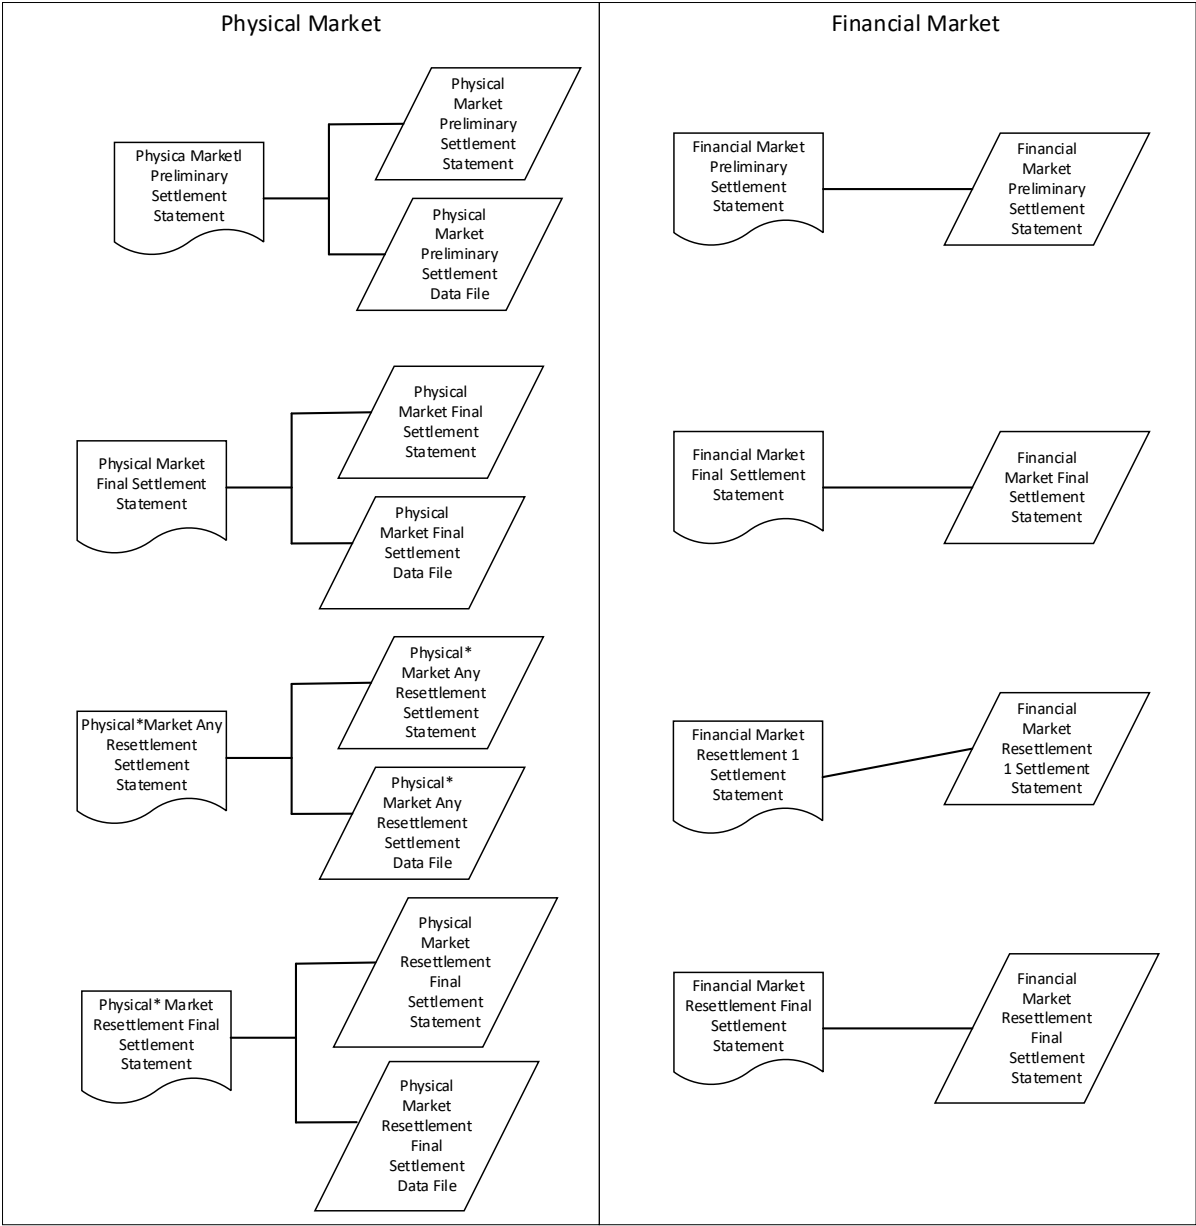 Physical Market
Physica Marketl
Preliminary
Settlement
Statement
Physical
Market
Preliminary
Settlement
Statement
Physical
Market
Preliminary
Settlement
Data File
Physical Market
Final Settlement
Statement
Physical
Market Final
Settlement
Statement
Physical
Market Final
Settlement
Data File
Physical*Market Any
Resettlement
Settlement
Statement
Physical*
Market Any
Resettlement
Settlement
Statement
Physical*
Market Any
Resettlement
Settlement
Data File
Physical* Market
Resettlement Final
Settlement
Statement
Physical
Market
Resettlement
Final
Settlement
Statement
Physical
Market
Resettlement
Final
Settlement
Data File
Financial Market
Financial Market
Preliminary
Settlement
Statement
Financial
Market
Preliminary
Settlement
Statement
Financial Market
Final  Settlement
Statement
Financial
Market Final
Settlement
Statement
Financial Market
Resettlement 1
Settlement
Statement
Financial
Market
Resettlement
1 Settlement
Statement
Financial Market
Resettlement Final
Settlement
Statement
Financial
Market
Resettlement
Final
Settlement
Statement